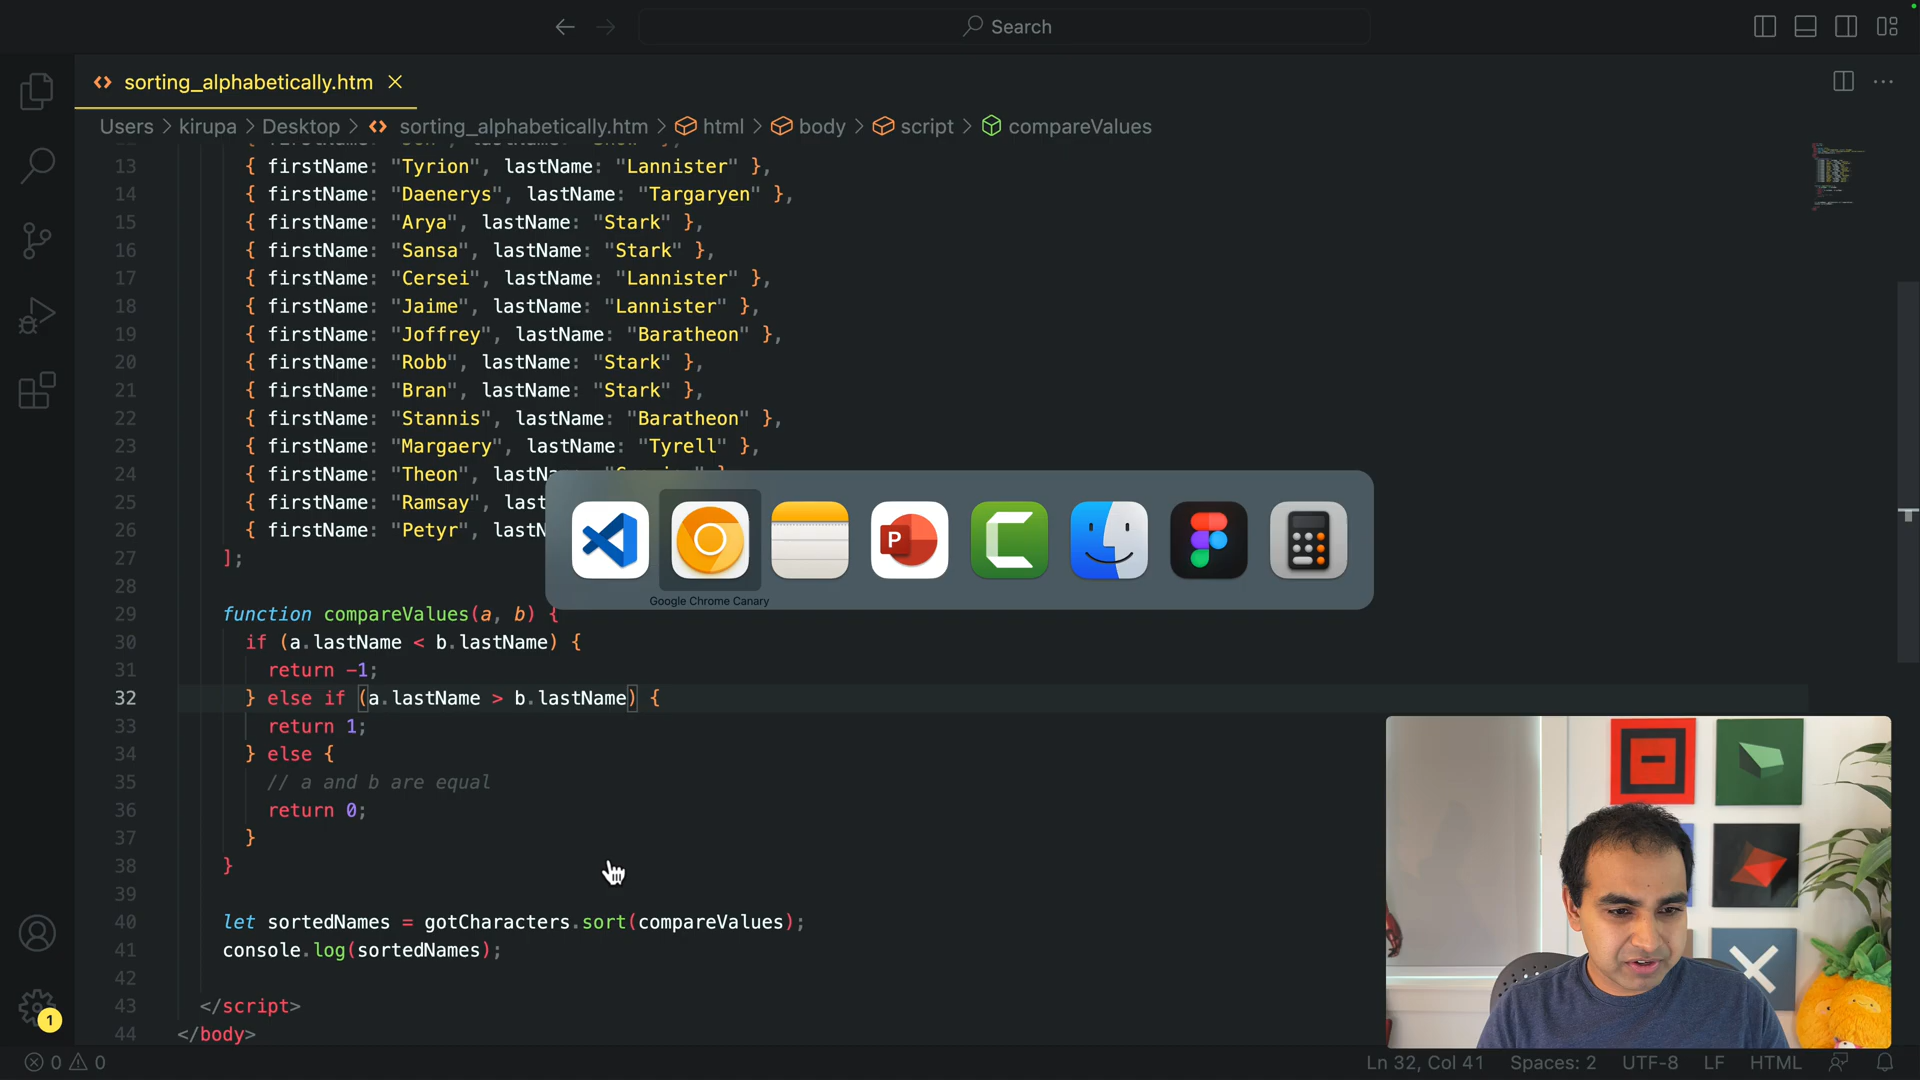 Search
sorting_alphabetically.htm
Users > kirupa > Desktop > sorting_alphabetically.htm > html > body > script > compareValues
13 { firstName: "Tyrion", lastName: "Lannister" },
14 { firstName: "Daenerys", lastName: "Targaryen" },
15 { firstName: "Arya", lastName: "Stark" },
16 { firstName: "Sansa", lastName: "Stark" },
17 { firstName: "Cersei", lastName: "Lannister" },
18 { firstName: "Jaime", lastName: "Lannister" },
19 { firstName: "Joffrey", lastName: "Baratheon" },
20 { firstName: "Robb", lastName: "Stark" },
21 { firstName: "Bran", lastName: "Stark" },
22 { firstName: "Stannis", lastName: "Baratheon" },
23 { firstName: "Margaery", lastName: "Tyrell" },
24 { firstName: "Theon",
25 { firstName: "Ramsay",
26 { firstName: "Petyr",
27 ];
P
Google Chrome Canary
28
29 function compareValues(a, b) {
30 if (a.lastName < b.lastName) {
31 return -1;
32 } else if (a.lastName > b.lastName) {
33 return 1;
34 } else {
35 // a and b are equal
36 return 0;
37 }
38 }
39
40 let sortedNames = gotCharacters.sort(compareValues);
41 console.log(sortedNames);
42
43 </script>
44 </body>
1
0 0
Ln 32, Col 41 Spaces: 2 UTF-8 LF HTML